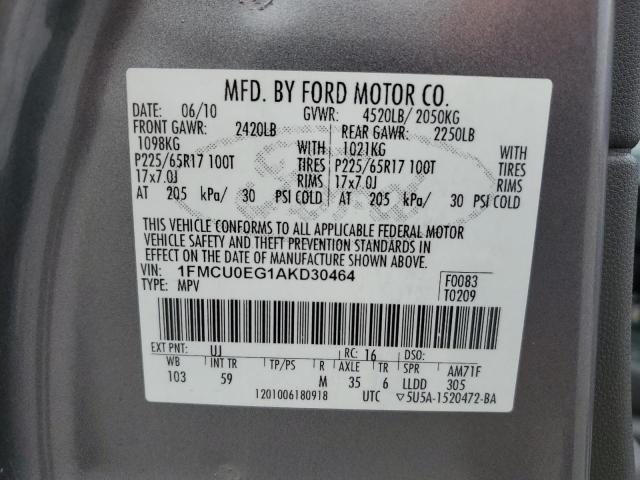 MFD. BY FORD MOTOR CO.
DATE: 06/10 GVWR: 4520LB/ 2050KG
FRONT GAWR: 2420LB REAR GAWR: 2250LB
1098KG WITH 1021KG WITH
P225/65R17 100T TIRES P225/65R17 100T TIRES
17x7.0J RIMS 17x7.0J RIMS
AT 205 kPa/ 30 PSI COLD AT 205 kPa/ 30 PSI COLD
Ford
THIS VEHICLE CONFORMS TO ALL APPLICABLE FEDERAL MOTOR
VEHICLE SAFETY AND THEFT PREVENTION STANDARDS IN
EFFECT ON THE DATE OF MANUFACTURE SHOWN ABOVE.
VIN: 1FMCU0EG1AKD30464 F0083
TYPE: MPV T0209
EXT PNT: UJ RC: 16 DSO:
WB INT TR TP/PS R AXLE TR SPR AM71F
103 59 M 35 6 LLDD 305
1201006180918 UTC ▽5U5A-1520472-BA